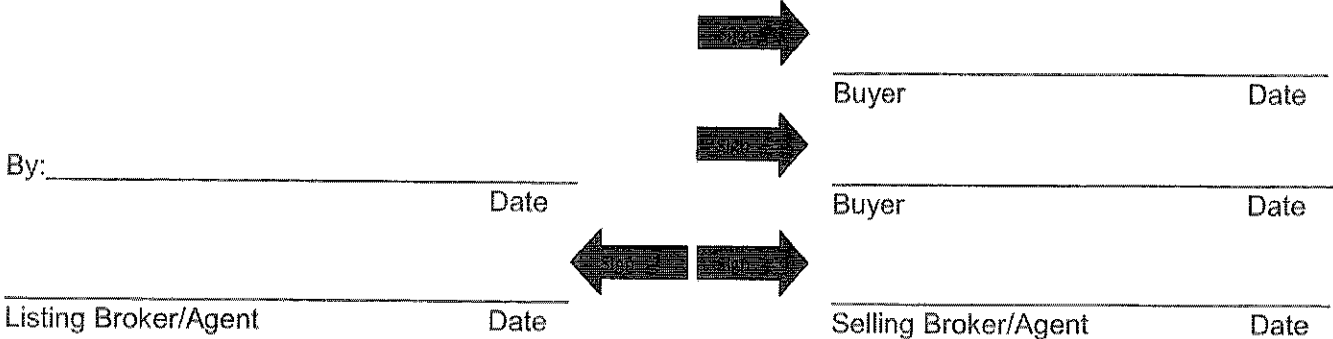 Buyer Date
By: Date
Buyer Date
Listing Broker/Agent Date
Selling Broker/Agent Date